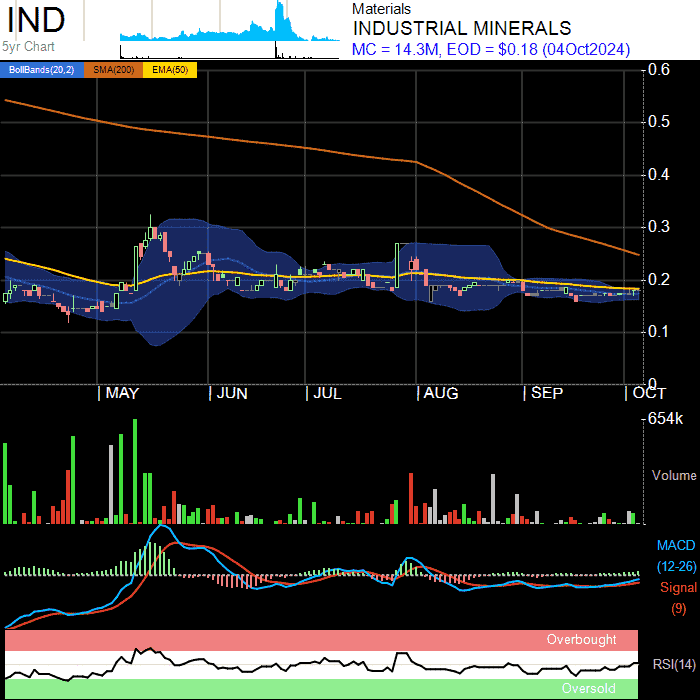 IND
5yr Chart
Materials
INDUSTRIAL MINERALS
MC = 14.3M, EOD = $0.18 (04Oct2024)
BollBands(20,2) SMA(200) EMA(50)
0.6
0.5
0.4
0.3
0.2
0.1
0
MAY JUN JUL AUG SEP OCT
654k
Volume
MACD
(12-26)
Signal
(9)
Overbought
RSI(14)
Oversold